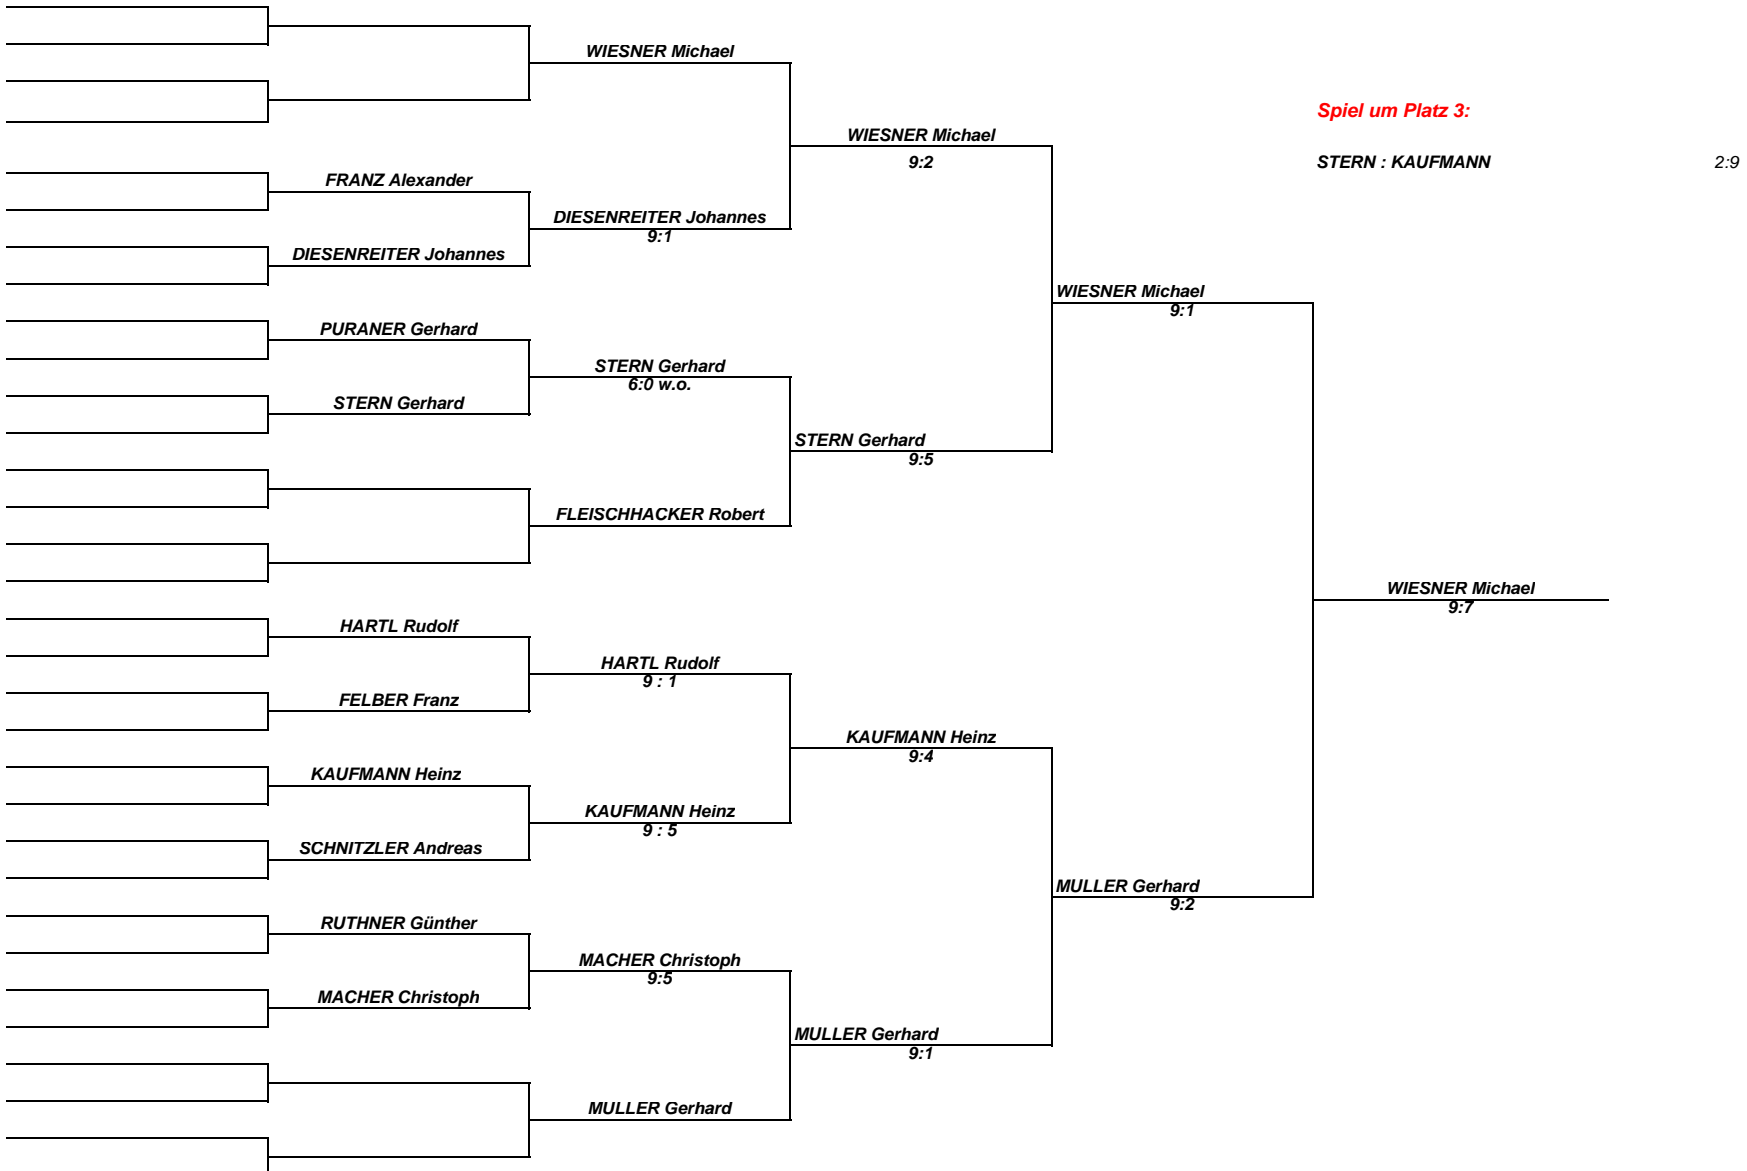 WIESNER Michael
Spiel um Platz 3:
WIESNER Michael
9:2
STERN : KAUFMANN 2:9
FRANZ Alexander
DIESENREITER Johannes
9:1
DIESENREITER Johannes
WIESNER Michael
9:1
PURANER Gerhard
STERN Gerhard
6:0 w.o.
STERN Gerhard
STERN Gerhard
9:5
FLEISCHHACKER Robert
WIESNER Michael
9:7
HARTL Rudolf
HARTL Rudolf
9 : 1
FELBER Franz
KAUFMANN Heinz
9:4
KAUFMANN Heinz
KAUFMANN Heinz
9 : 5
SCHNITZLER Andreas
MULLER Gerhard
9:2
RUTHNER Günther
MACHER Christoph
9:5
MACHER Christoph
MULLER Gerhard
9:1
MULLER Gerhard